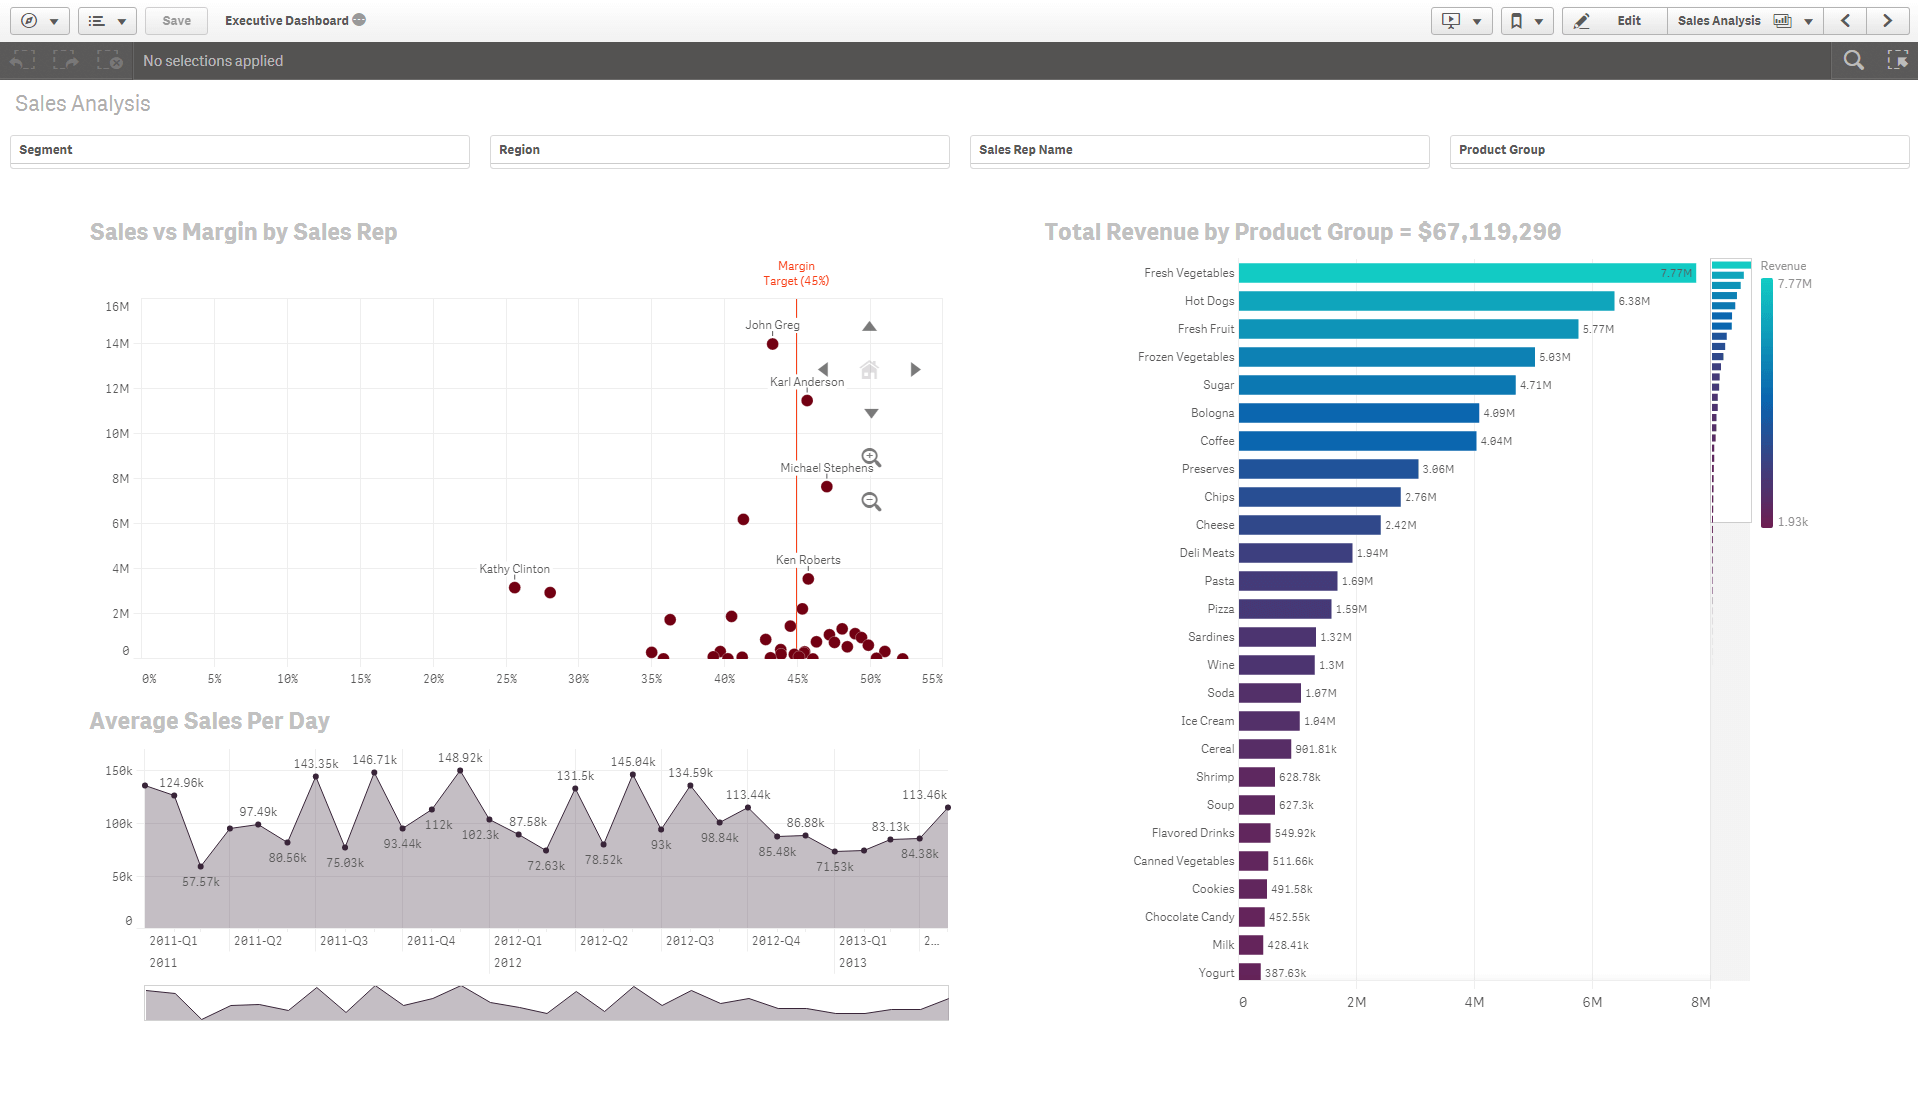 Save
Executive Dashboard
Edit
Sales Analysis
No selections applied
Sales Analysis
Segment
Region
Sales Rep Name
Product Group
Sales vs Margin by Sales Rep
Margin
Target (45%)
16M
14M
12M
10M
8M
6M
4M
2M
0
John Greg
Karl Anderson
Michael Stephens
Ken Roberts
Kathy Clinton
0%
5%
10%
15%
20%
25%
30%
35%
40%
45%
50%
55%
Average Sales Per Day
150k
100k
50k
0
124.96k
57.57k
97.49k
80.56k
143.35k
75.03k
146.71k
93.44k
112k
148.92k
102.3k
87.58k
72.63k
131.5k
78.52k
145.04k
93k
134.59k
98.84k
113.44k
85.48k
86.88k
71.53k
83.13k
84.38k
113.46k
2011-Q1
2011-Q2
2011-Q3
2011-Q4
2012-Q1
2012-Q2
2012-Q3
2012-Q4
2013-Q1
2...
2011
2012
2013
Total Revenue by Product Group = $67,119,290
Fresh Vegetables 7.77M
Hot Dogs 6.38M
Fresh Fruit 5.77M
Frozen Vegetables 5.03M
Sugar 4.71M
Bologna 4.09M
Coffee 4.04M
Preserves 3.06M
Chips 2.76M
Cheese 2.42M
Deli Meats 1.94M
Pasta 1.69M
Pizza 1.59M
Sardines 1.32M
Wine 1.3M
Soda 1.07M
Ice Cream 1.04M
Cereal 901.81k
Shrimp 628.78k
Soup 627.3k
Flavored Drinks 549.92k
Canned Vegetables 511.66k
Cookies 491.58k
Chocolate Candy 452.55k
Milk 428.41k
Yogurt 387.63k
0
2M
4M
6M
8M
Revenue
7.77M
1.93k